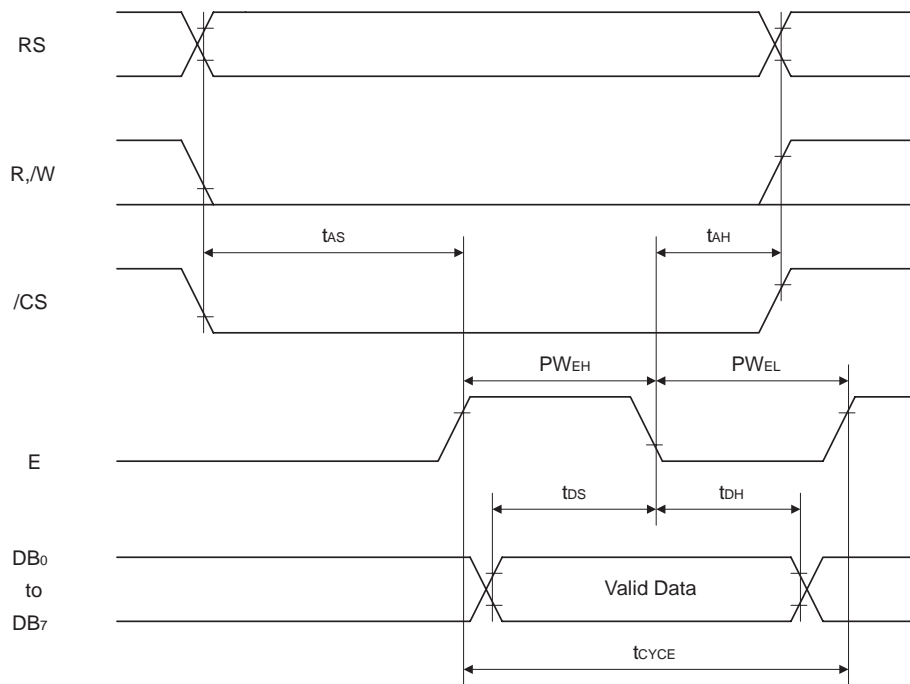 RS
R,/W
tAS
tAH
/CS
PWEH
PWEL
E
tDS
tDH
DB0
to
DB7
Valid Data
tCYCE